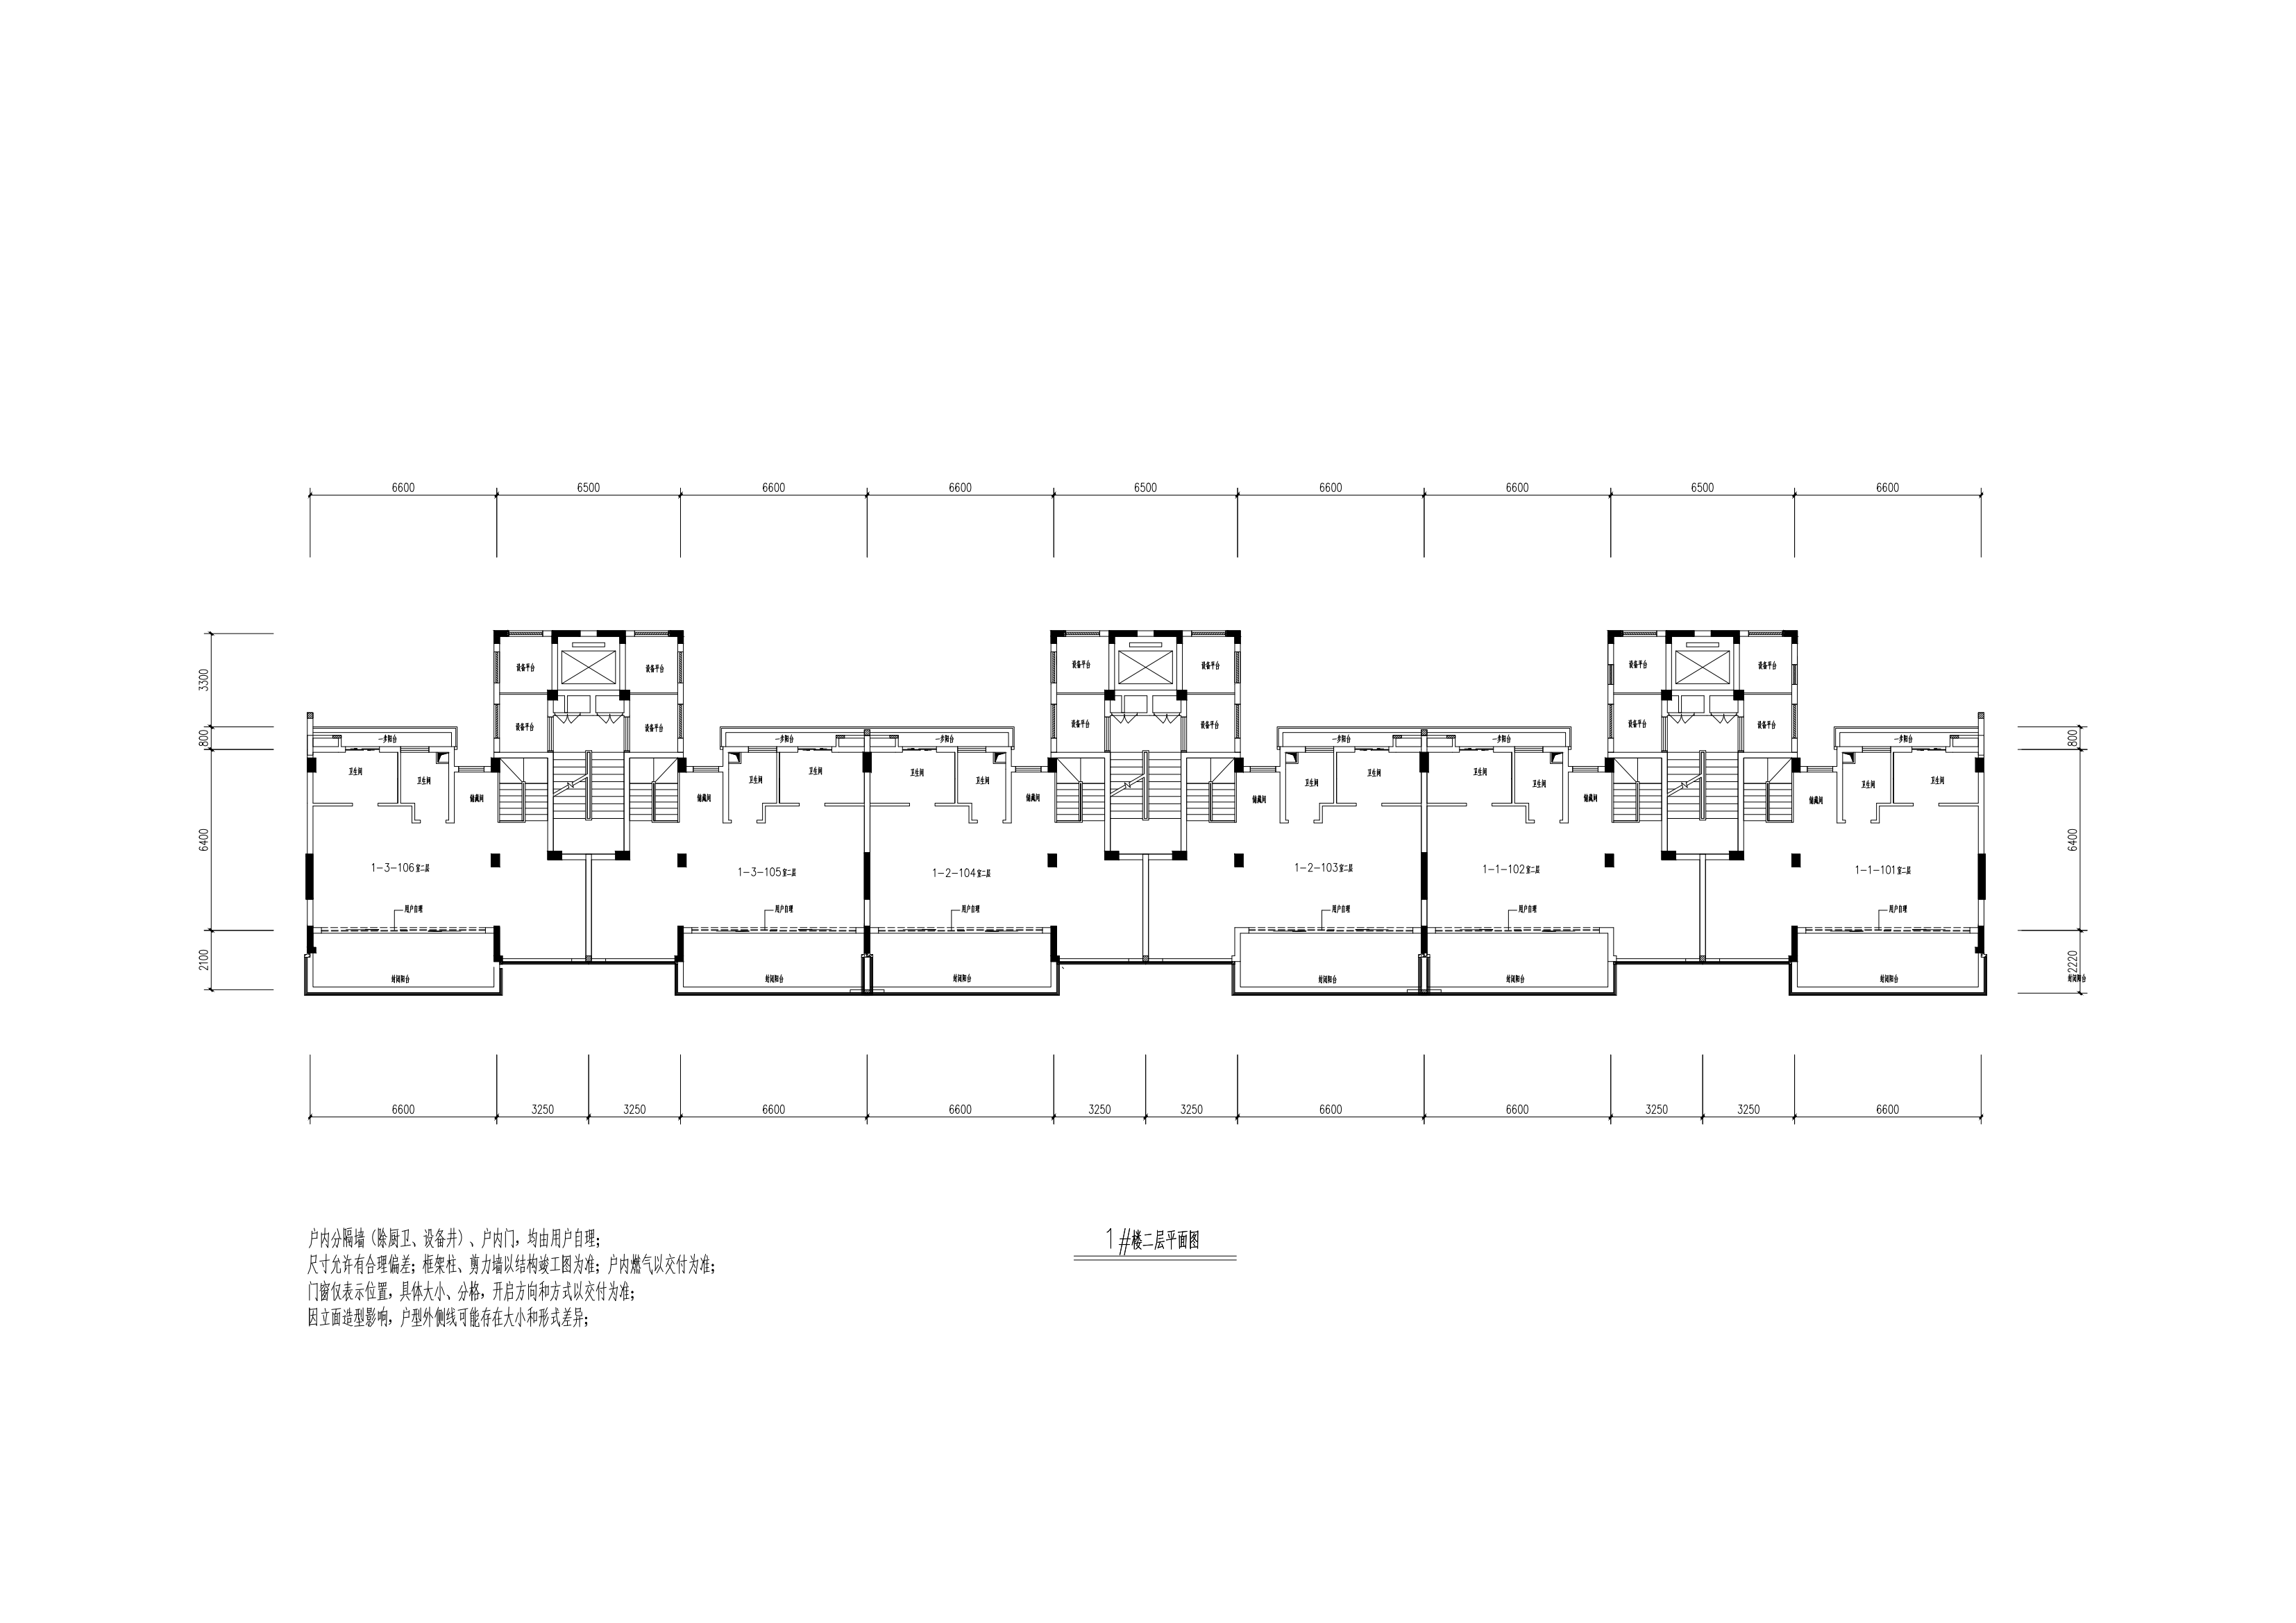 6600 6500 6600 6600 6500 6600 6600 6500 6600
3300
800
6400
2100
800
6400
2220
设备平台 设备平台 设备平台 设备平台 设备平台 设备平台
设备平台 设备平台 设备平台 设备平台 设备平台 设备平台
一步阳台 一步阳台 一步阳台 一步阳台 一步阳台 一步阳台
卫生间 卫生间 卫生间 卫生间 卫生间 卫生间
卫生间 卫生间 卫生间 卫生间 卫生间 卫生间
储藏间 储藏间 储藏间 储藏间 储藏间 储藏间
1-3-106室二层 1-3-105室二层 1-2-104室二层 1-2-103室二层 1-1-102室二层 1-1-101室二层
用户自理 用户自理 用户自理 用户自理 用户自理 用户自理
封闭阳台 封闭阳台 封闭阳台 封闭阳台 封闭阳台 封闭阳台 封闭阳台
6600 3250 3250 6600 6600 3250 3250 6600 6600 3250 3250 6600
1#楼二层平面图
户内分隔墙（除厨卫、设备井）、户内门，均由用户自理；
尺寸允许有合理偏差；框架柱、剪力墙以结构竣工图为准；户内燃气以交付为准；
门窗仅表示位置，具体大小、分格，开启方向和方式以交付为准；
因立面造型影响，户型外侧线可能存在大小和形式差异；